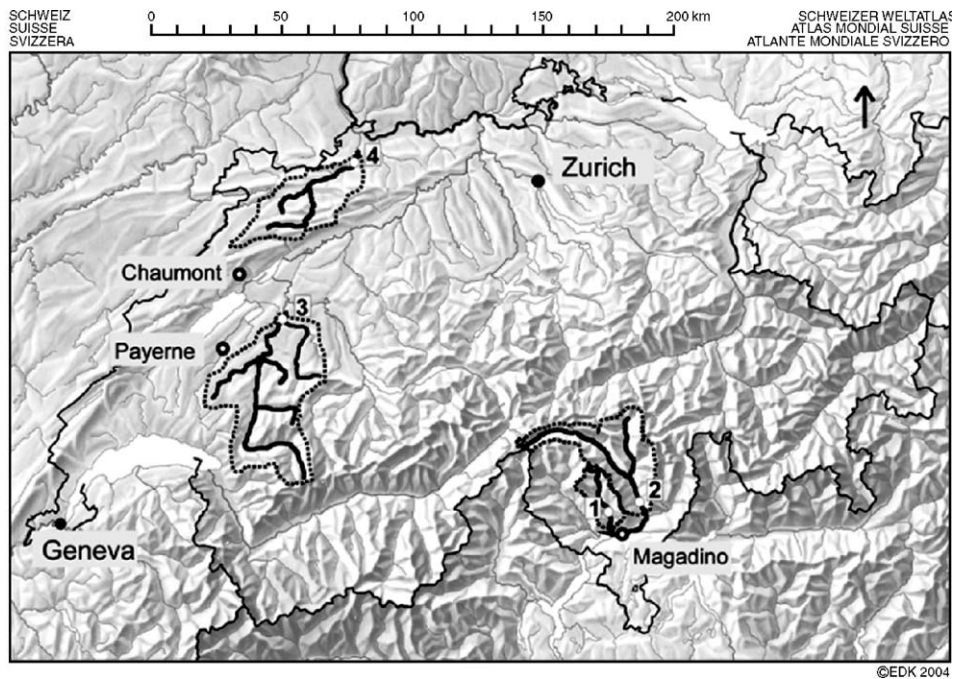 SCHWEIZ
SUISSE
SVIZZERA
0 50 100 150 200 km
SCHWEIZER WELTATLAS
ATLAS MONDIAL SUISSE
ATLANTE MONDIALE SVIZZERO
4
Zurich
Chaumont
3
Payerne
2
1
Geneva
Magadino
©EDK 2004